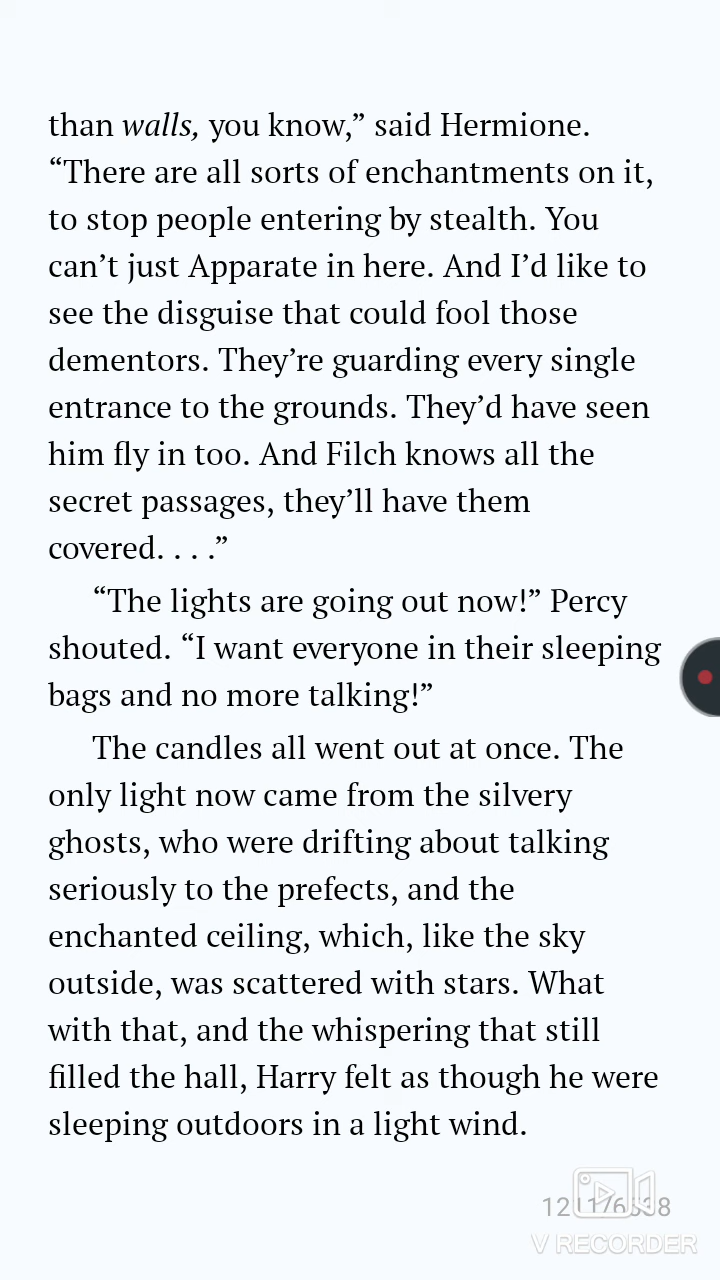 than walls, you know,” said Hermione.
“There are all sorts of enchantments on it,
to stop people entering by stealth. You
can’t just Apparate in here. And I’d like to
see the disguise that could fool those
dementors. They’re guarding every single
entrance to the grounds. They’d have seen
him fly in too. And Filch knows all the
secret passages, they’ll have them
covered. . . .”
“The lights are going out now!” Percy
shouted. “I want everyone in their sleeping
bags and no more talking!”
The candles all went out at once. The
only light now came from the silvery
ghosts, who were drifting about talking
seriously to the prefects, and the
enchanted ceiling, which, like the sky
outside, was scattered with stars. What
with that, and the whispering that still
filled the hall, Harry felt as though he were
sleeping outdoors in a light wind.
V RECORDER